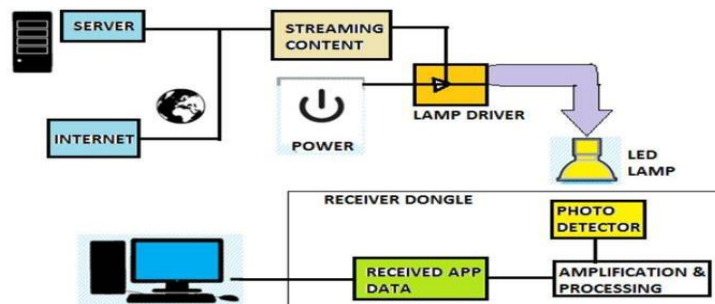 SERVER
STREAMING
CONTENT
INTERNET
POWER
LAMP DRIVER
LED
LAMP
RECEIVER DONGLE
PHOTO
DETECTOR
RECEIVED APP
DATA
AMPLIFICATION &
PROCESSING